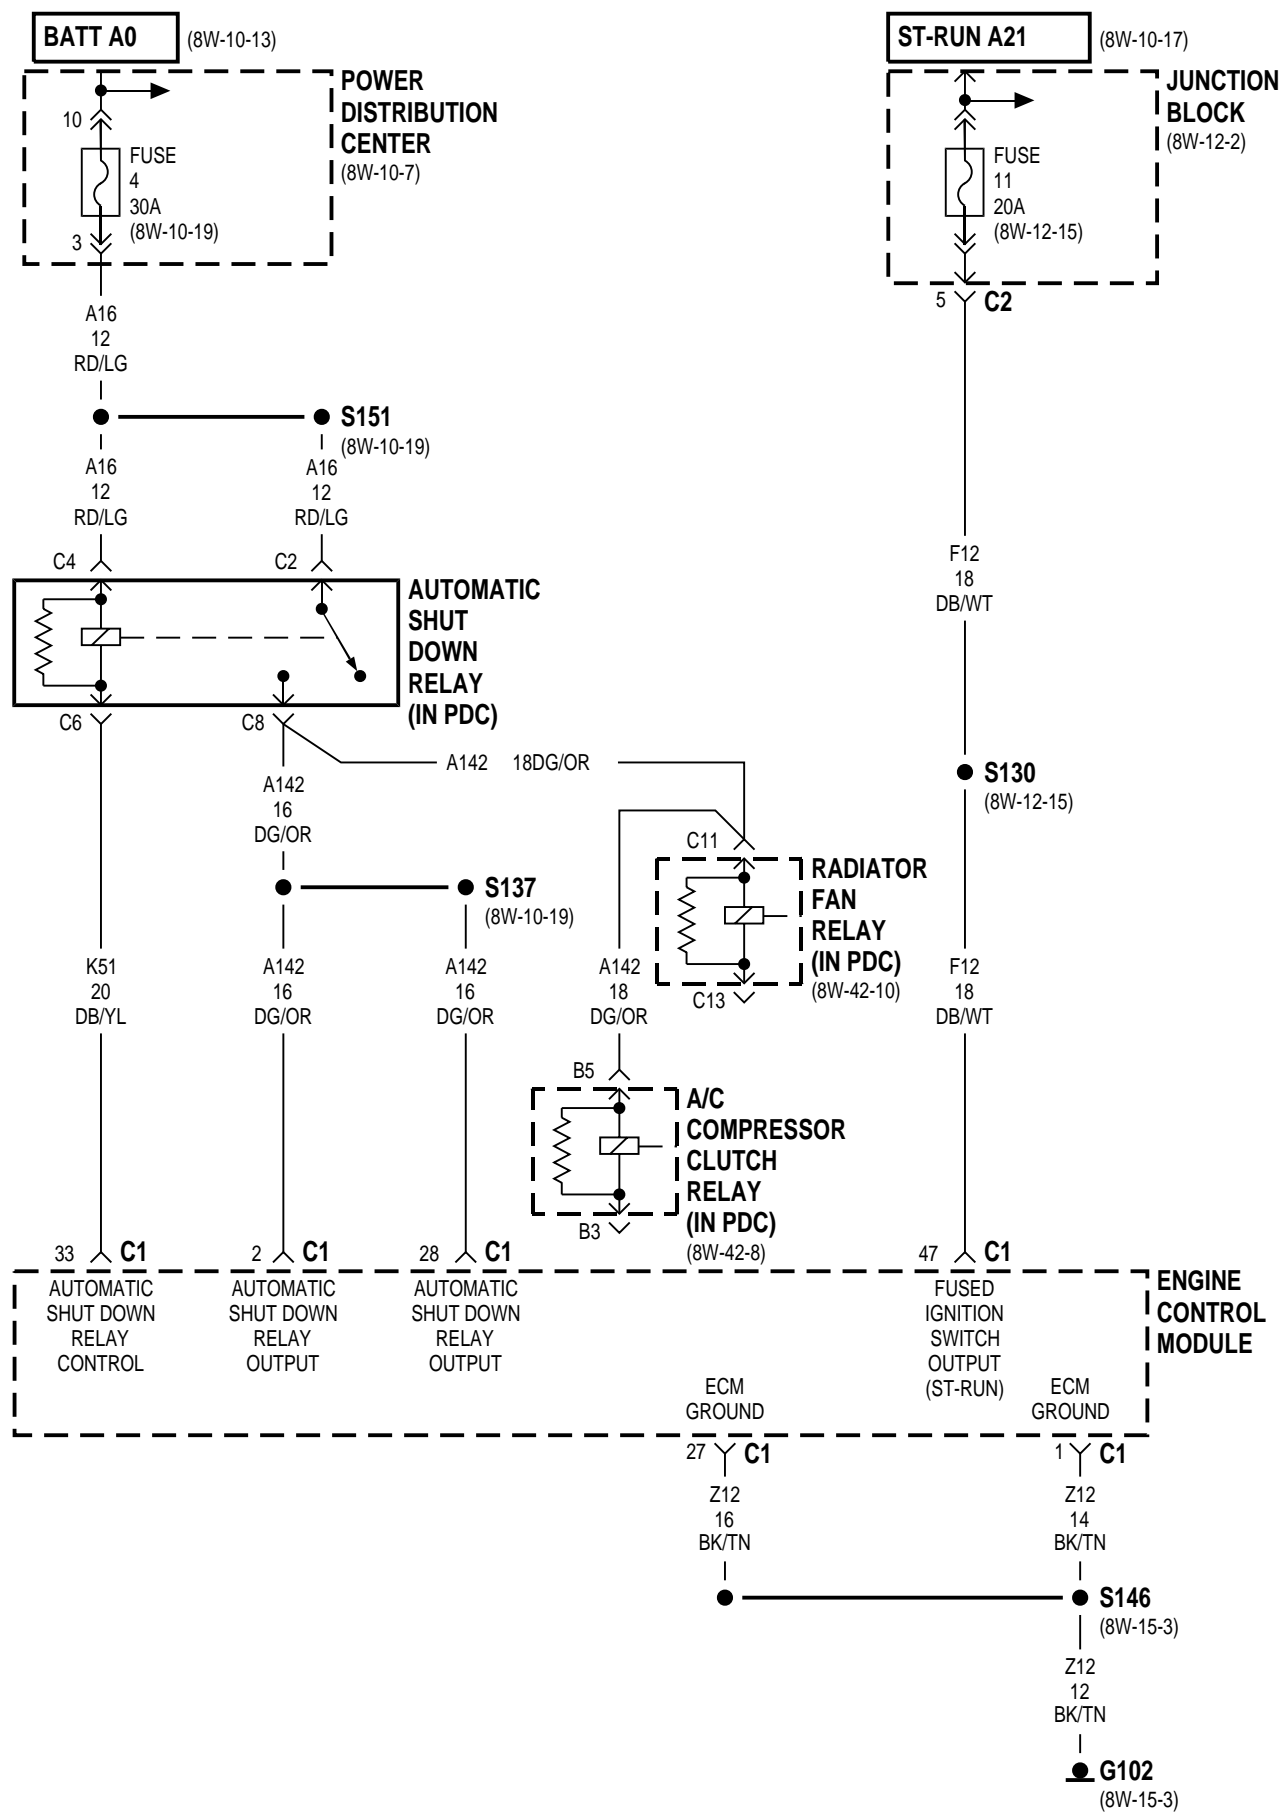 BATT A0 (8W-10-13)
ST-RUN A21 (8W-10-17)
POWER
DISTRIBUTION
CENTER
(8W-10-7)
10
FUSE
4
30A
(8W-10-19)
3
JUNCTION
BLOCK
(8W-12-2)
FUSE
11
20A
(8W-12-15)
5 C2
A16
12
RD/LG
S151
(8W-10-19)
A16
12
RD/LG
A16
12
RD/LG
C4
C2
AUTOMATIC
SHUT
DOWN
RELAY
(IN PDC)
C6
C8
F12
18
DB/WT
A142 18DG/OR
A142
16
DG/OR
S130
(8W-12-15)
S137
(8W-10-19)
C11
RADIATOR
FAN
RELAY
(IN PDC)
(8W-42-10)
C13
K51
20
DB/YL
A142
16
DG/OR
A142
16
DG/OR
A142
18
DG/OR
F12
18
DB/WT
B5
A/C
COMPRESSOR
CLUTCH
RELAY
(IN PDC)
(8W-42-8)
B3
33 C1
2 C1
28 C1
47 C1
AUTOMATIC
SHUT DOWN
RELAY
CONTROL
AUTOMATIC
SHUT DOWN
RELAY
OUTPUT
AUTOMATIC
SHUT DOWN
RELAY
OUTPUT
FUSED
IGNITION
SWITCH
OUTPUT
(ST-RUN)
ENGINE
CONTROL
MODULE
ECM
GROUND
ECM
GROUND
27 C1
1 C1
Z12
16
BK/TN
Z12
14
BK/TN
S146
(8W-15-3)
Z12
12
BK/TN
G102
(8W-15-3)